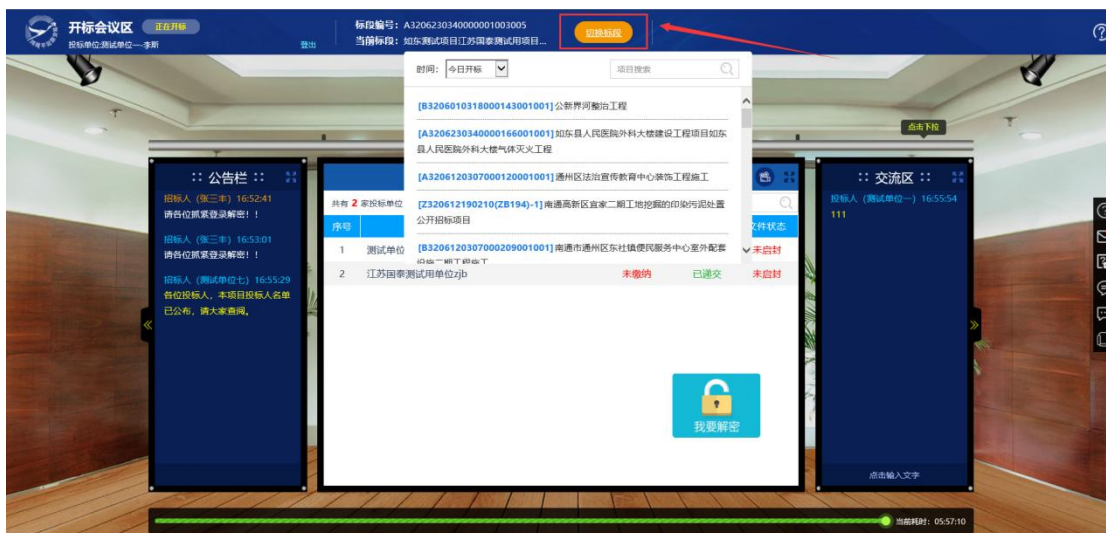 开标会议区
正在开标
投标单位:测试单位一-李斯
登出
标段编号：A3206230340000001003005
当前标段：如东测试项目江苏国泰测试用项目...
切换标段
时间：
今日开标
项目搜索
[B3206010318000143001001]公新界河整治工程
[A3206230340000166001001]如东县人民医院外科大楼建设工程项目如东
县人民医院外科大楼气体灭火工程
[A3206120307000120001001]通州区法治宣传教育中心装饰工程施工
[Z320612190210(ZB194)-1]南通高新区宜家二期工地挖掘的印染污泥处置
公开招标项目
[B3206120307000209001001]南通市通州区东社镇便民服务中心室外配套
设施二期工程施工
点击下拉
:: 公告栏 ::
招标人（张三丰）16:52:41
请各位抓紧登录解密！！
招标人（张三丰）16:53:01
请各位抓紧登录解密！！
招标人（测试单位七）16:55:29
各位投标人，本项目投标人名单
已公布，请大家查阅。
共有 2 家投标单位
序号
文件状态
1 测试单位 未启封
2 江苏国泰测试用单位zjb 未缴纳 已递交 未启封
我要解密
:: 交流区 ::
投标人（测试单位一）16:55:54
111
点击输入文字
当前耗时：05:57:10